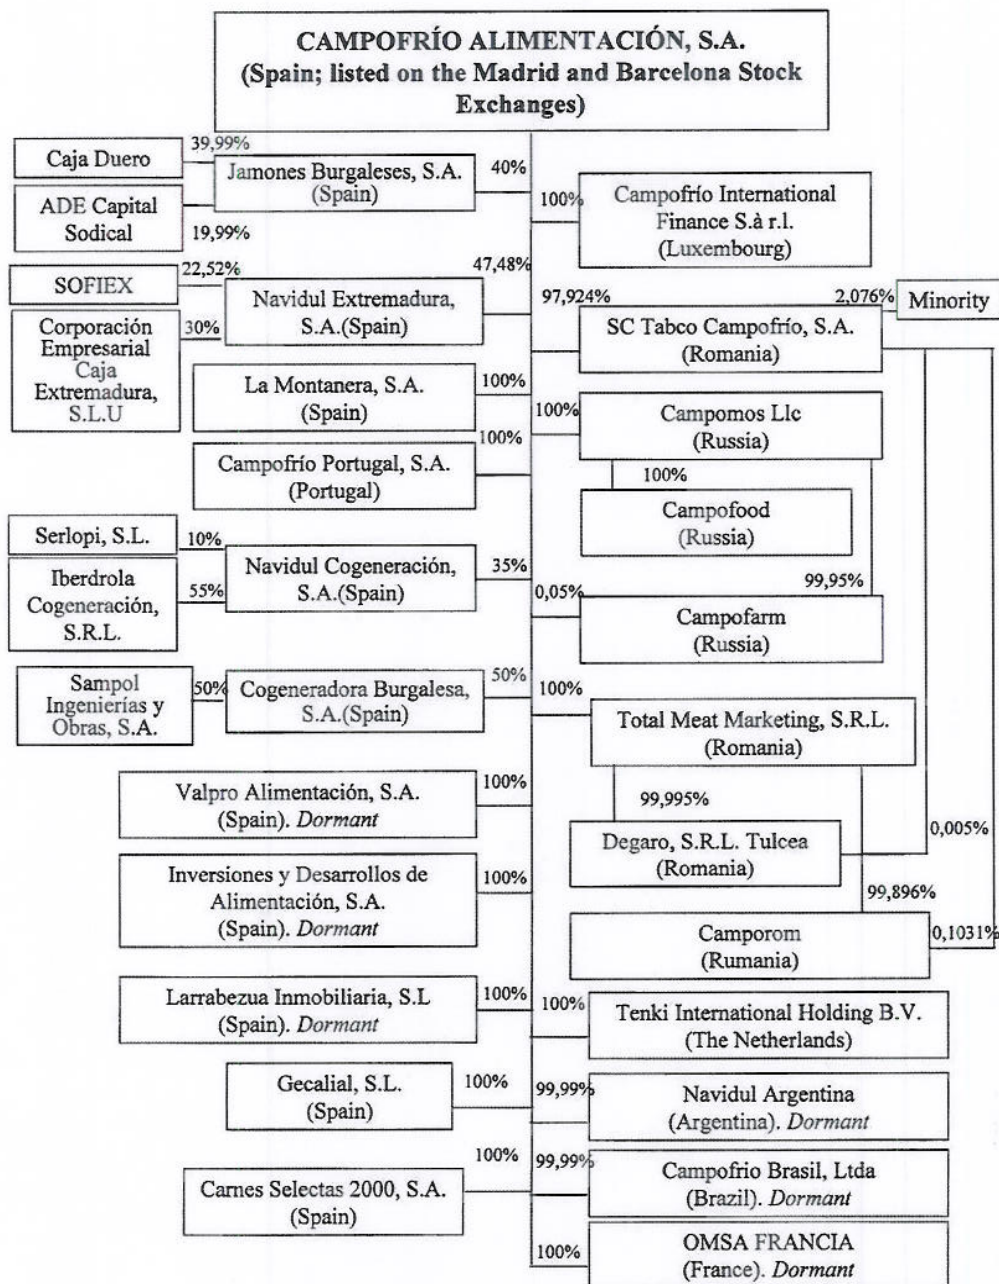 CAMPOFRÍO ALIMENTACIÓN, S.A.
(Spain; listed on the Madrid and Barcelona Stock
Exchanges)
Caja Duero
39,99%
Jamones Burgaleses, S.A.
(Spain)
40%
ADE Capital
Sodical
19,99%
100%
Campofrío International
Finance S.à r.l.
(Luxembourg)
SOFIEX
22,52%
Navidul Extremadura,
S.A.(Spain)
47,48%
Corporación
Empresarial
Caja
Extremadura,
S.L.U
30%
97,924%
SC Tabco Campofrío, S.A.
(Romania)
2,076%
Minority
La Montanera, S.A.
(Spain)
100%
100%
Campomos Llc
(Russia)
Campofrío Portugal, S.A.
(Portugal)
100%
100%
Campofood
(Russia)
Serlopi, S.L.
10%
Navidul Cogeneración,
S.A.(Spain)
35%
Iberdrola
Cogeneración,
S.R.L.
55%
0,05%
99,95%
Campofarm
(Russia)
Sampol
Ingenierías y
Obras, S.A.
50%
Cogeneradora Burgalesa,
S.A.(Spain)
50%
100%
Total Meat Marketing, S.R.L.
(Romania)
Valpro Alimentación, S.A.
(Spain). Dormant
100%
99,995%
Degaro, S.R.L. Tulcea
(Romania)
0,005%
Inversiones y Desarrollos de
Alimentación, S.A.
(Spain). Dormant
100%
99,896%
Camporom
(Rumania)
0,1031%
Larrabezua Inmobiliaria, S.L
(Spain). Dormant
100%
100%
Tenki International Holding B.V.
(The Netherlands)
Gecalial, S.L.
(Spain)
100%
99,99%
Navidul Argentina
(Argentina). Dormant
Carnes Selectas 2000, S.A.
(Spain)
100%
99,99%
Campofrio Brasil, Ltda
(Brazil). Dormant
100%
OMSA FRANCIA
(France). Dormant